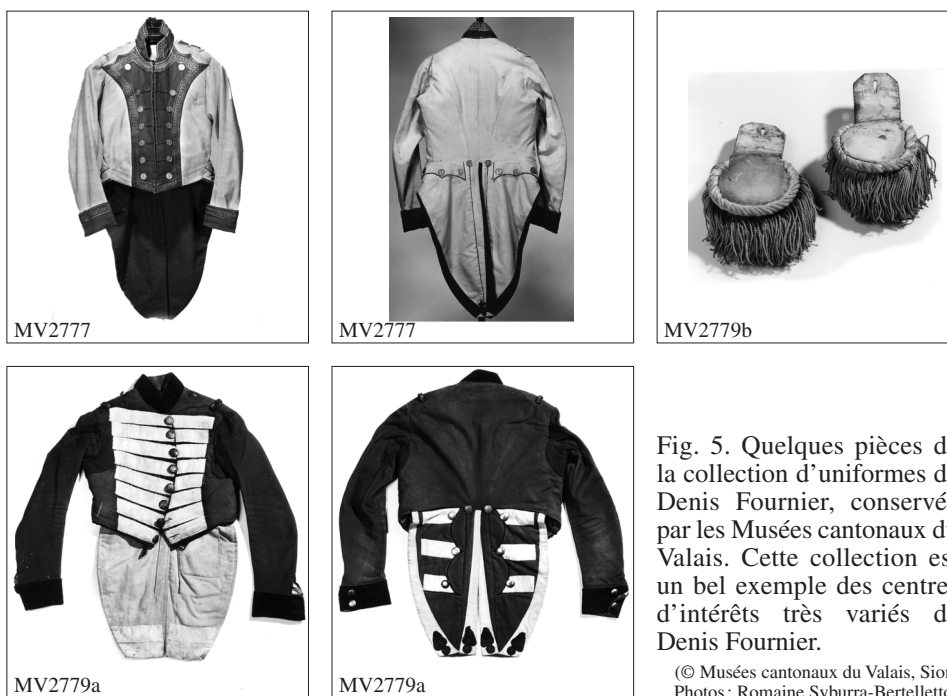 MV2777
MV2777
MV2779b
MV2779a
MV2779a
Fig. 5. Quelques pièces d
la collection d’uniformes d
Denis Fournier, conservé
par les Musées cantonaux d
Valais. Cette collection es
un bel exemple des centre
d’intérêts très variés d
Denis Fournier.
(© Musées cantonaux du Valais, Sion
Photos : Romaine Syburra-Bertellett